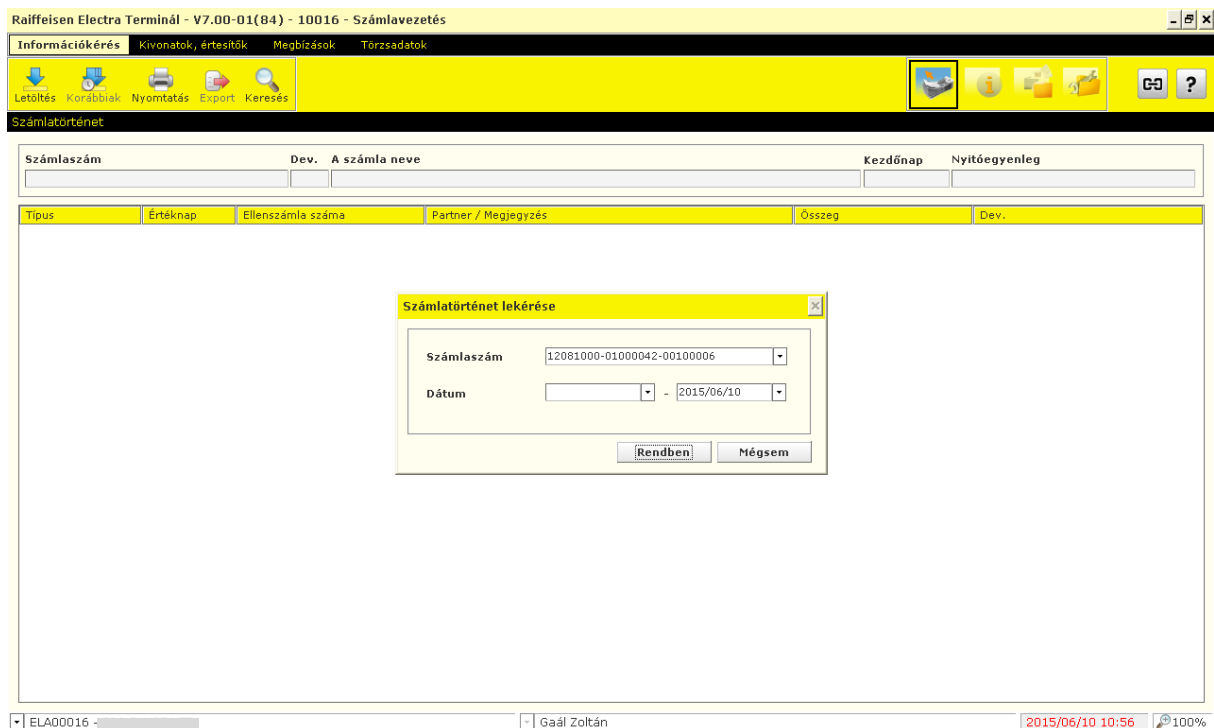 Raiffeisen Electra Terminál - V7.00-01(84) - 10016 - Számlavezetés
Információkérés Kivonatok, értesítők Megbízások Törzsadatok
Letöltés Korábbiak Nyomtatás Export Keresés
?
Számlatörténet
Számlaszám Dev. A számla neve Kezdőnap Nyitóegyenleg
Típus Értéknap Ellenszámla száma Partner / Megjegyzés Összeg Dev.
Számlatörténet lekérése
Számlaszám 12081000-01000042-00100006
Dátum - 2015/06/10
Rendben Mégsem
ELA00016 - Gaál Zoltán 2015/06/10 10:56 100%